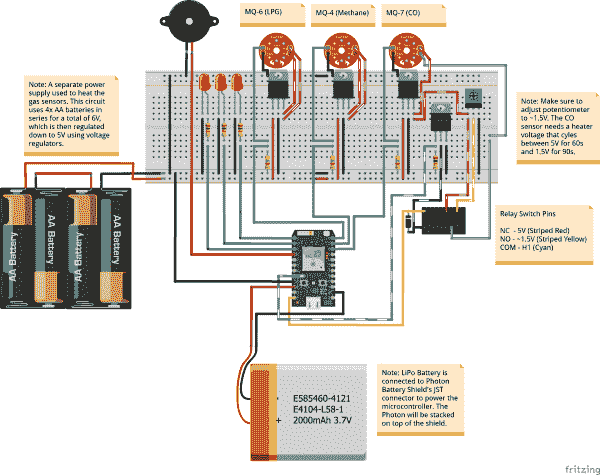 MQ-6 (LPG)
MQ-4 (Methane)
MQ-7 (CO)
Note: A separate power
supply used to heat the
gas sensors. This circuit
uses 4x AA batteries in
series for a total of 6V,
which is then regulated
down to 5V using voltage
regulators.
Note: Make sure to
adjust potentiometer
to ~1.5V. The CO
sensor needs a heater
voltage that cyles
between 5V for 60s
and 1.5V for 90s,
Relay Switch Pins
NC - 5V (Striped Red)
NO - ~1.5V (Striped Yellow)
COM - H1 (Cyan)
AA Battery
AA Battery
AA Battery
AA Battery
E585460-4121
E4104-L58-1
2000mAh 3.7V
-
+
Note: LiPo Battery is
connected to Photon
Battery Shield's JST
connector to power the
microcontroller. The
Photon will be stacked
on top of the shield.
fritzing